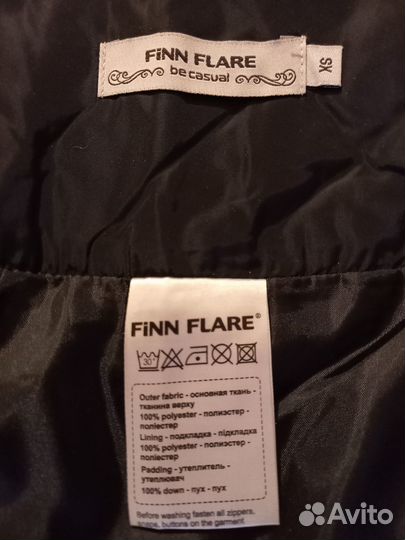 FiNN FLARE
be casual
XS
FiNN FLARE®
30°
Outer fabric - основная ткань -
тканина верху
100% polyester - полиэстер -
поліестер
Lining - подкладка - підкладка
100% polyester - полиэстер -
поліестер
Padding - утеплитель -
утеплювач
100% down - пух - пух
Before washing fasten all zippers,
snaps, buttons on the garment
Avito